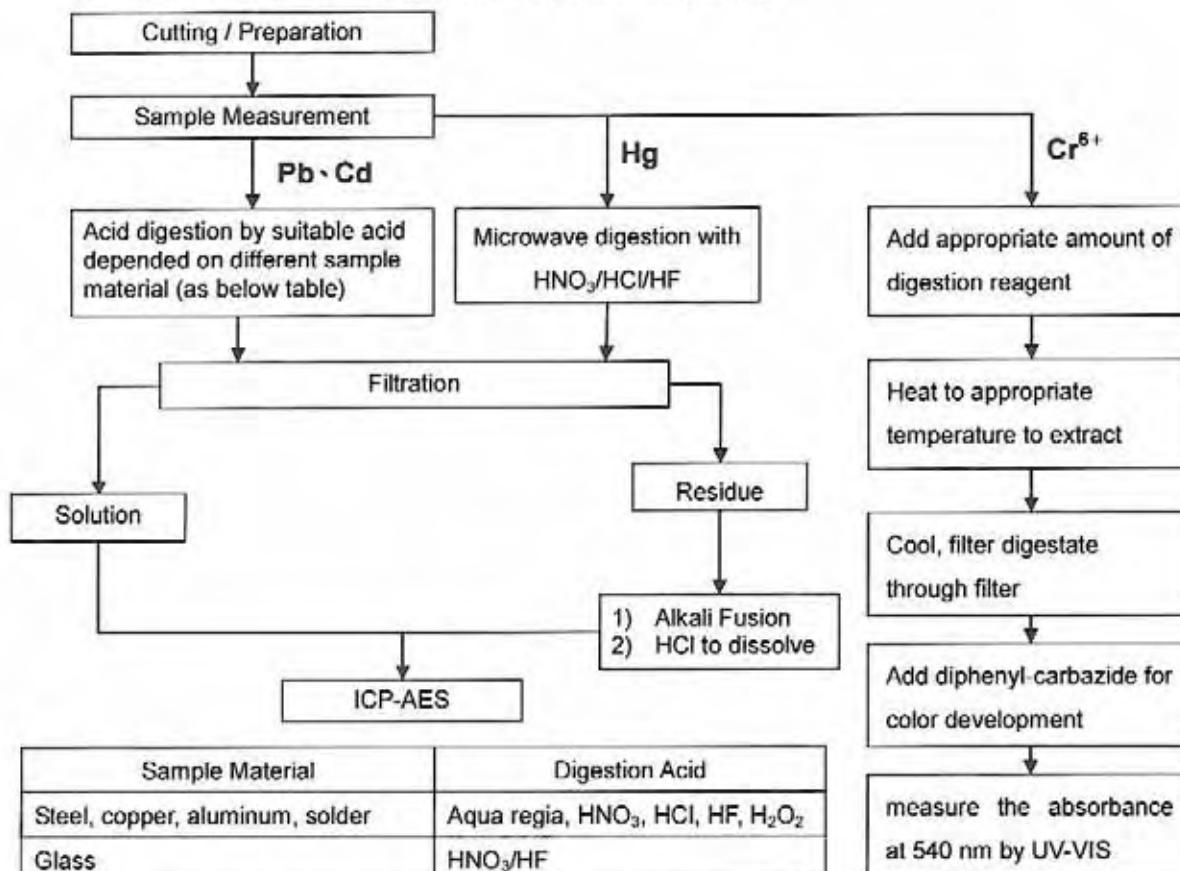 Cutting / Preparation
Sample Measurement
Pb、Cd
Hg
Cr⁶⁺
Acid digestion by suitable acid
depended on different sample
material (as below table)
Microwave digestion with
HNO₃/HCl/HF
Add appropriate amount of
digestion reagent
Filtration
Heat to appropriate
temperature to extract
Solution
Residue
Cool, filter digestate
through filter
1) Alkali Fusion
2) HCl to dissolve
ICP-AES
Add diphenyl-carbazide for
color development
Sample Material Digestion Acid
Steel, copper, aluminum, solder Aqua regia, HNO₃, HCl, HF, H₂O₂
Glass HNO₃/HF
measure the absorbance
at 540 nm by UV-VIS